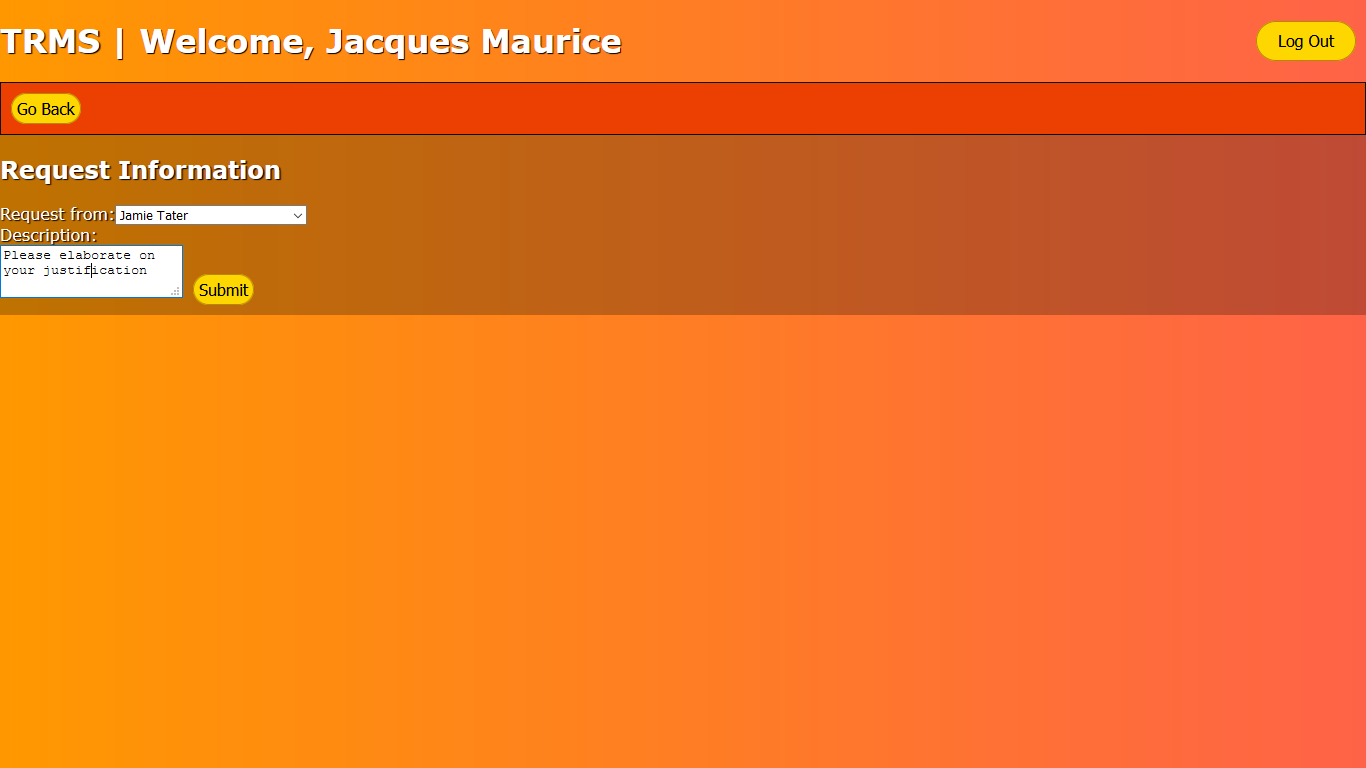 TRMS | Welcome, Jacques Maurice
Log Out
Go Back
Request Information
Request from: Jamie Tater
Description:
Please elaborate on
your justification
Submit